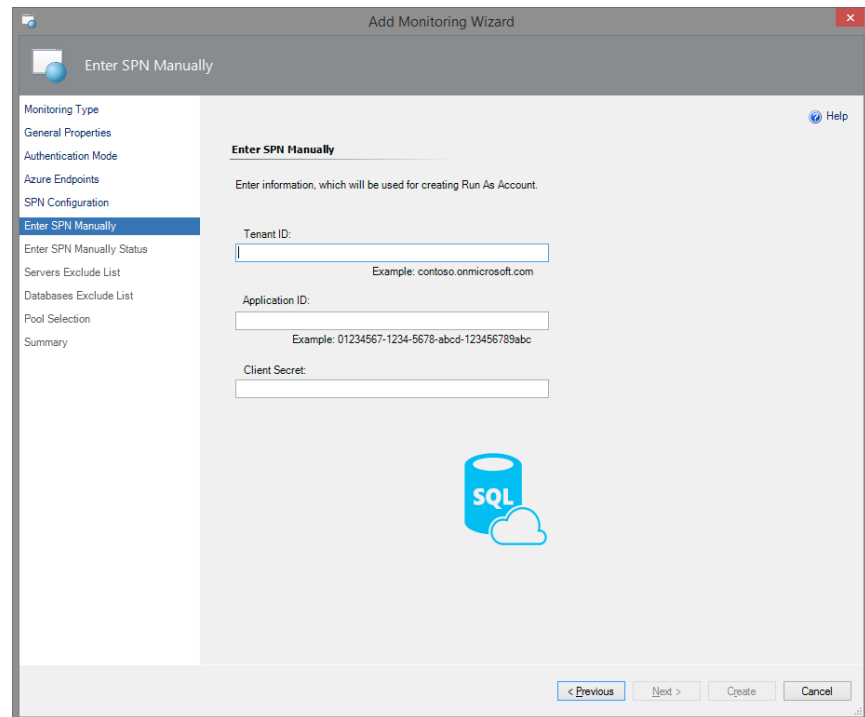 Add Monitoring Wizard
Enter SPN Manually
Monitoring Type
General Properties
Authentication Mode
Azure Endpoints
SPN Configuration
Enter SPN Manually
Enter SPN Manually Status
Servers Exclude List
Databases Exclude List
Pool Selection
Summary
Help
Enter SPN Manually
Enter information, which will be used for creating Run As Account.
Tenant ID:
Example: contoso.onmicrosoft.com
Application ID:
Example: 01234567-1234-5678-abcd-123456789abc
Client Secret:
SQL
< Previous
Next >
Create
Cancel